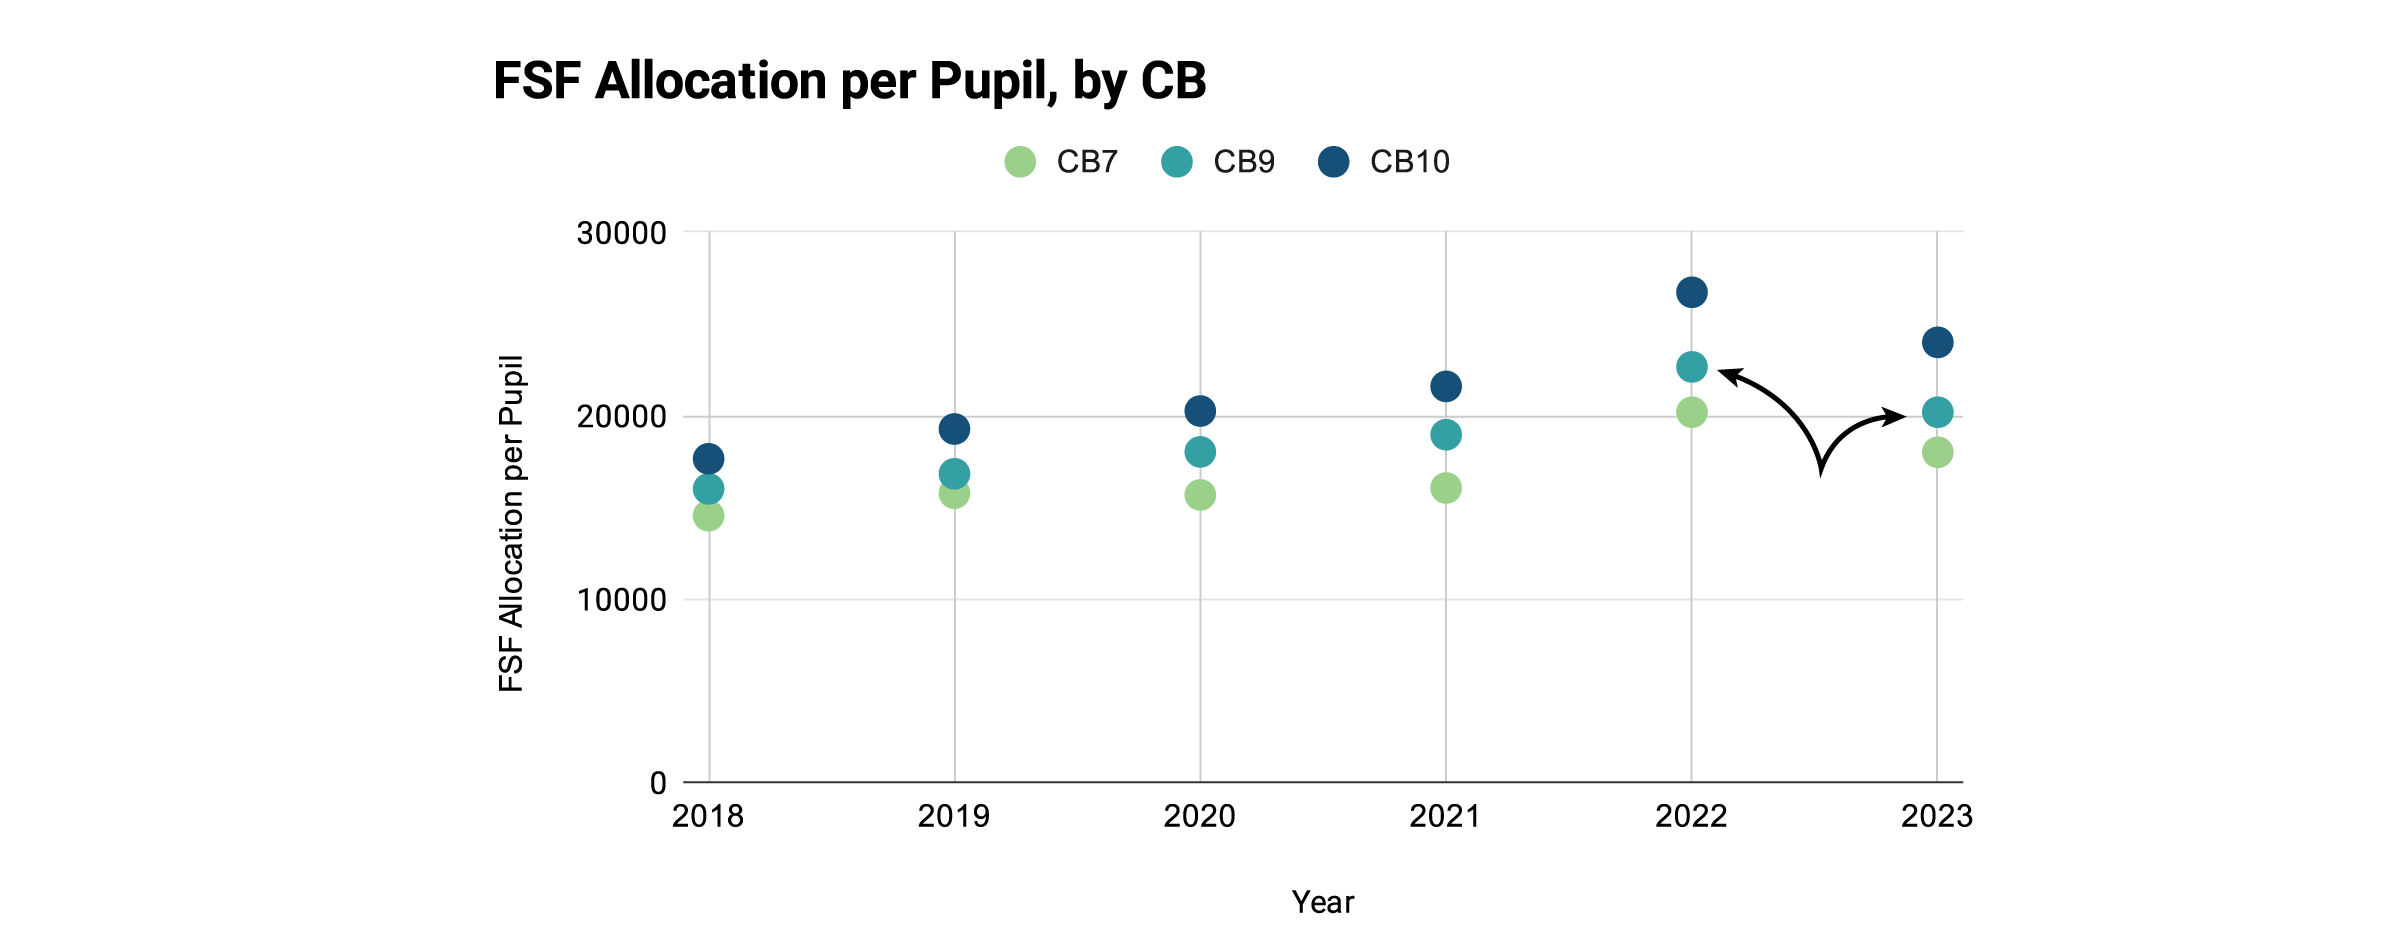 FSF Allocation per Pupil, by CB
CB7 CB9 CB10
30000
20000
10000
0
FSF Allocation per Pupil
2018 2019 2020 2021 2022 2023
Year